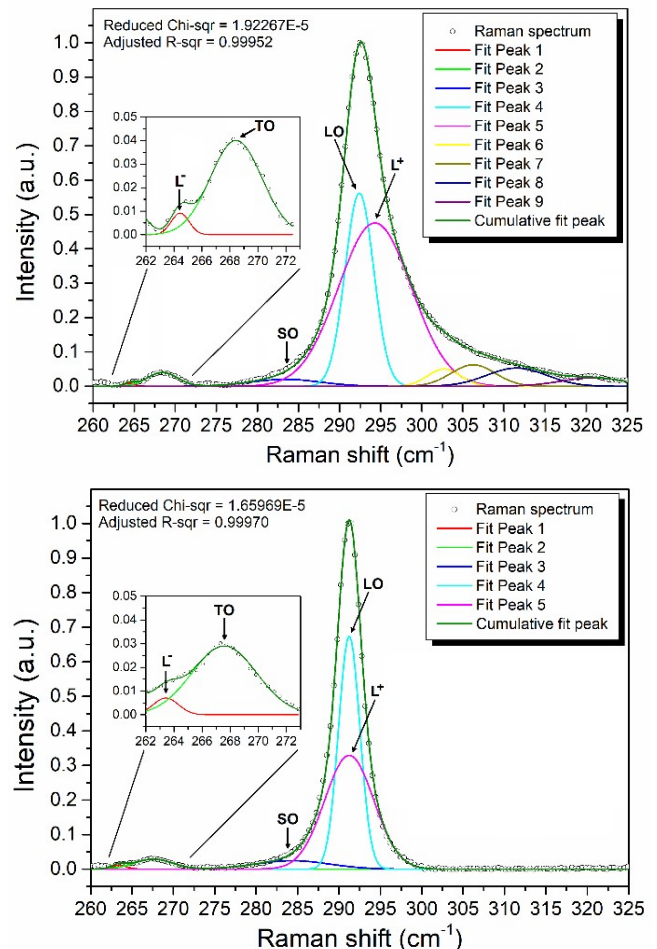 Reduced Chi-sqr = 1.92267E-5
Adjusted R-sqr = 0.99952
Raman spectrum
Fit Peak 1
Fit Peak 2
Fit Peak 3
Fit Peak 4
Fit Peak 5
Fit Peak 6
Fit Peak 7
Fit Peak 8
Fit Peak 9
Cumulative fit peak
1.0
0.9
0.8
0.7
0.6
0.5
0.4
0.3
0.2
0.1
0.0
Intensity (a.u.)
0.05
0.04
0.03
0.02
0.01
0.00
L⁻
TO
262 264 266 268 270 272
LO
L⁺
SO
260 265 270 275 280 285 290 295 300 305 310 315 320 325
Raman shift (cm⁻¹)
Reduced Chi-sqr = 1.65969E-5
Adjusted R-sqr = 0.99970
Raman spectrum
Fit Peak 1
Fit Peak 2
Fit Peak 3
Fit Peak 4
Fit Peak 5
Cumulative fit peak
1.0
0.9
0.8
0.7
0.6
0.5
0.4
0.3
0.2
0.1
0.0
Intensity (a.u.)
0.05
0.04
0.03
0.02
0.01
0.00
L⁻
TO
262 264 266 268 270 272
LO
L⁺
SO
260 265 270 275 280 285 290 295 300 305 310 315 320 325
Raman shift (cm⁻¹)